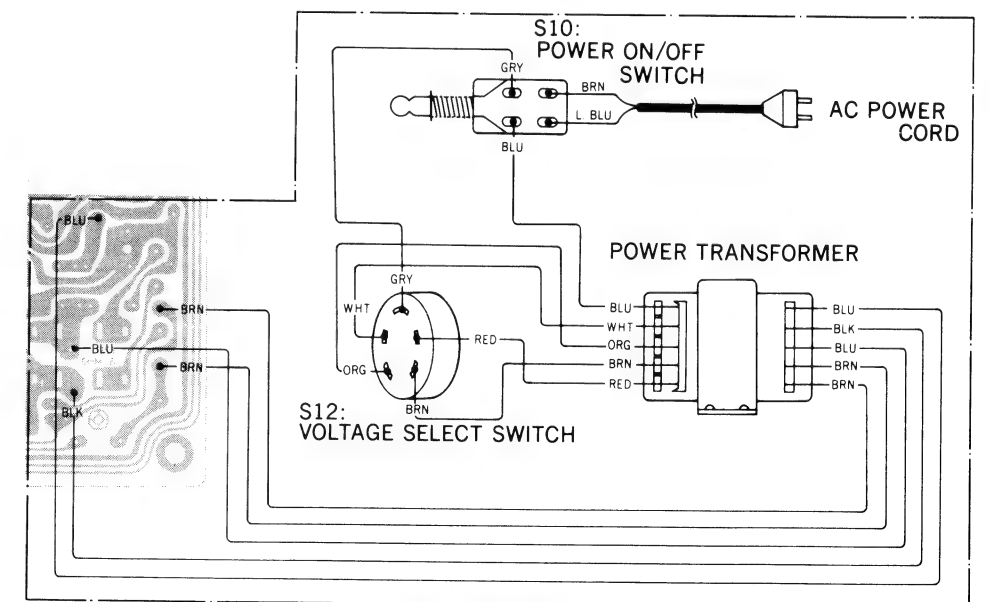 S10:
POWER ON/OFF
SWITCH
GRY
BRN
L. BLU
BLU
AC POWER
CORD
BLU
POWER TRANSFORMER
GRY
WHT
RED
ORG
BRN
BRN
BLU
BRN
BLK
BLU
WHT
ORG
BRN
RED
BLU
BLK
BLU
BRN
BRN
S12:
VOLTAGE SELECT SWITCH